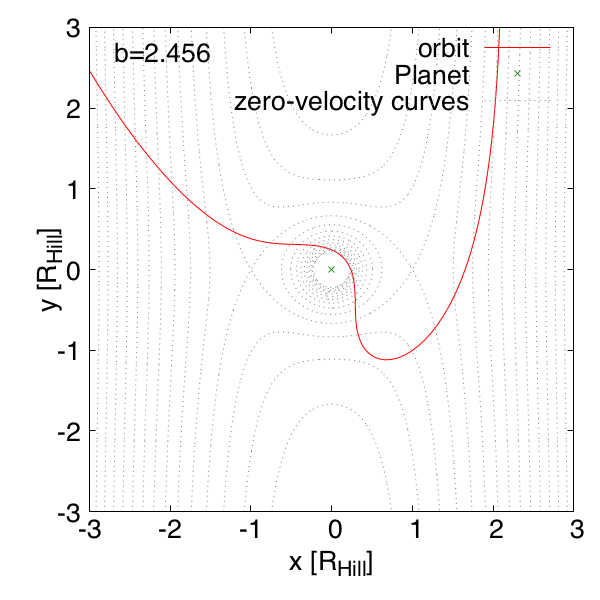 b=2.456
orbit
Planet
zero-velocity curves
3
2
1
0
-1
-2
-3
y [R_Hill]
-3
-2
-1
0
1
2
3
x [R_Hill]